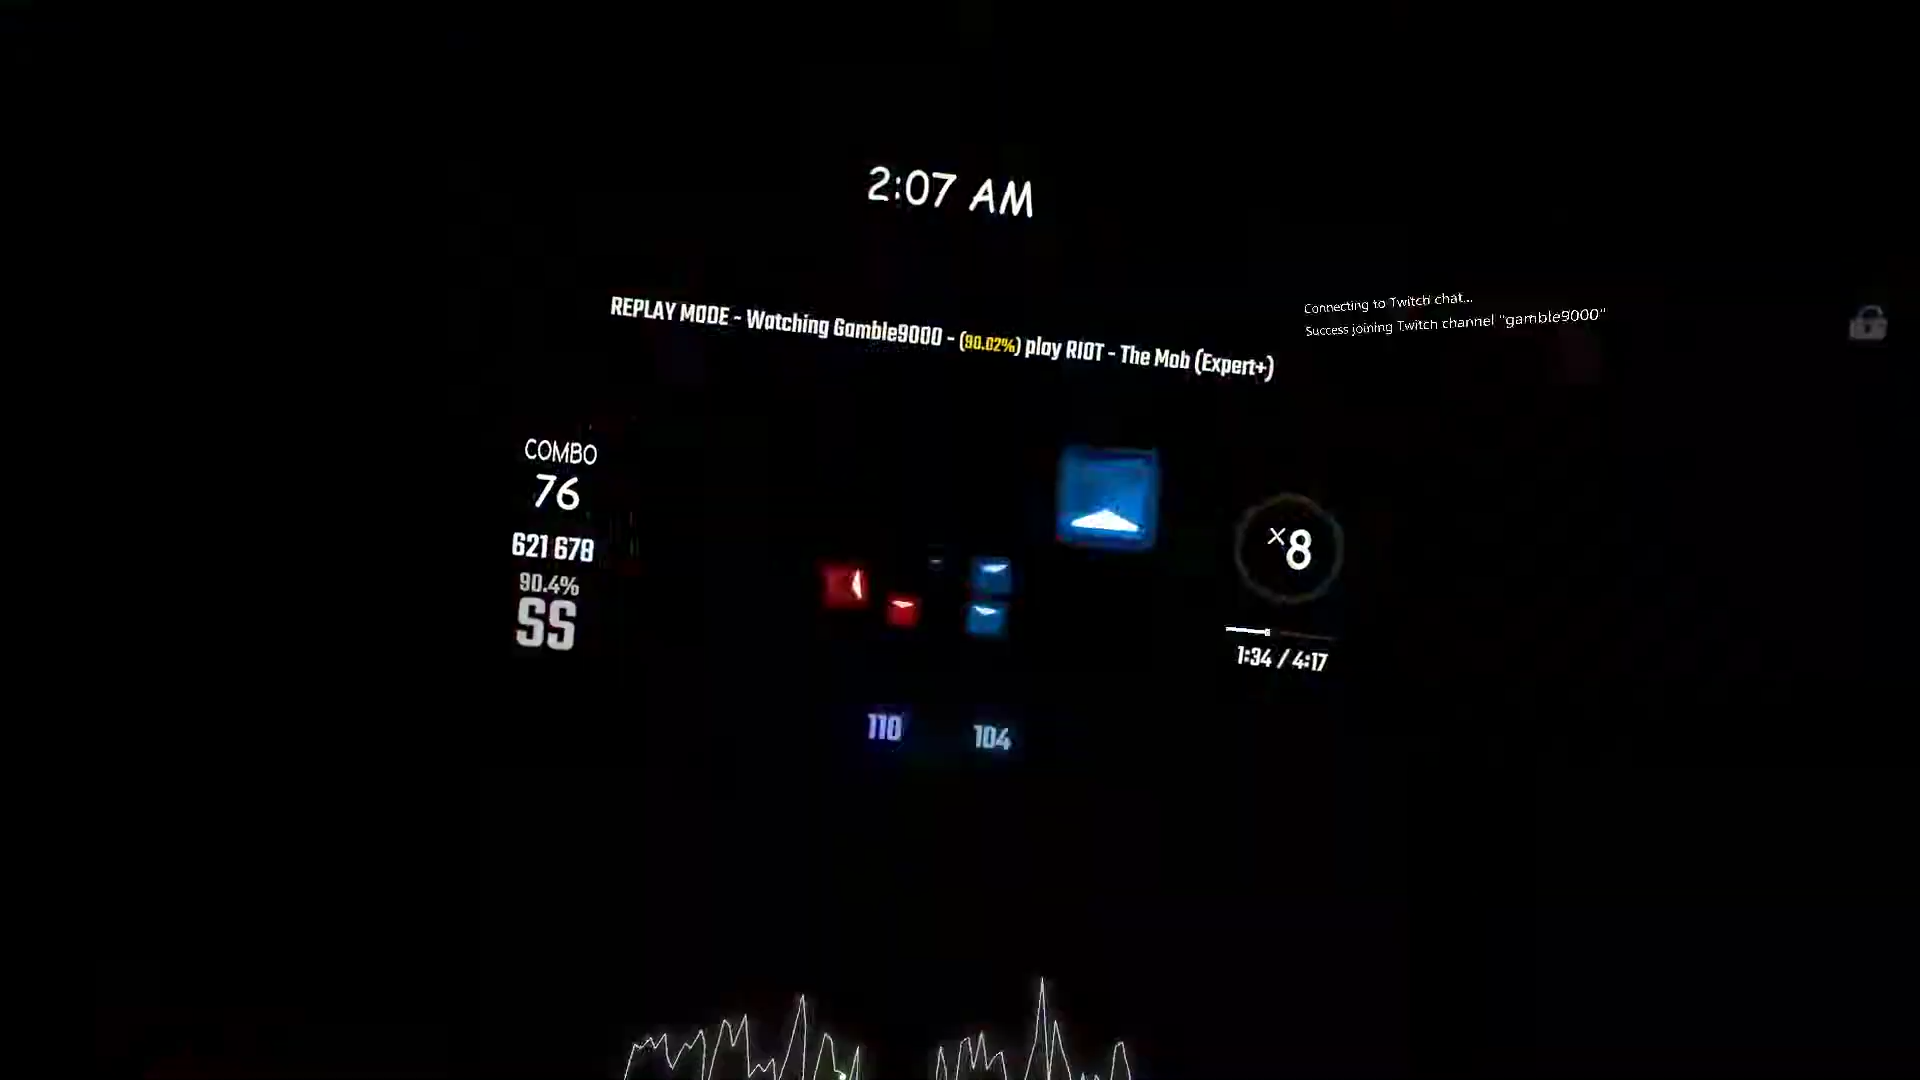 2:07 AM
REPLAY MODE - Watching Gamble9000 - (90.02%) play RIOT - The Mob (Expert+)
Connecting to Twitch chat...
Success joining Twitch channel "gamble9000"
COMBO
76
621 678
90.4%
SS
x8
1:34 / 4:17
110
104